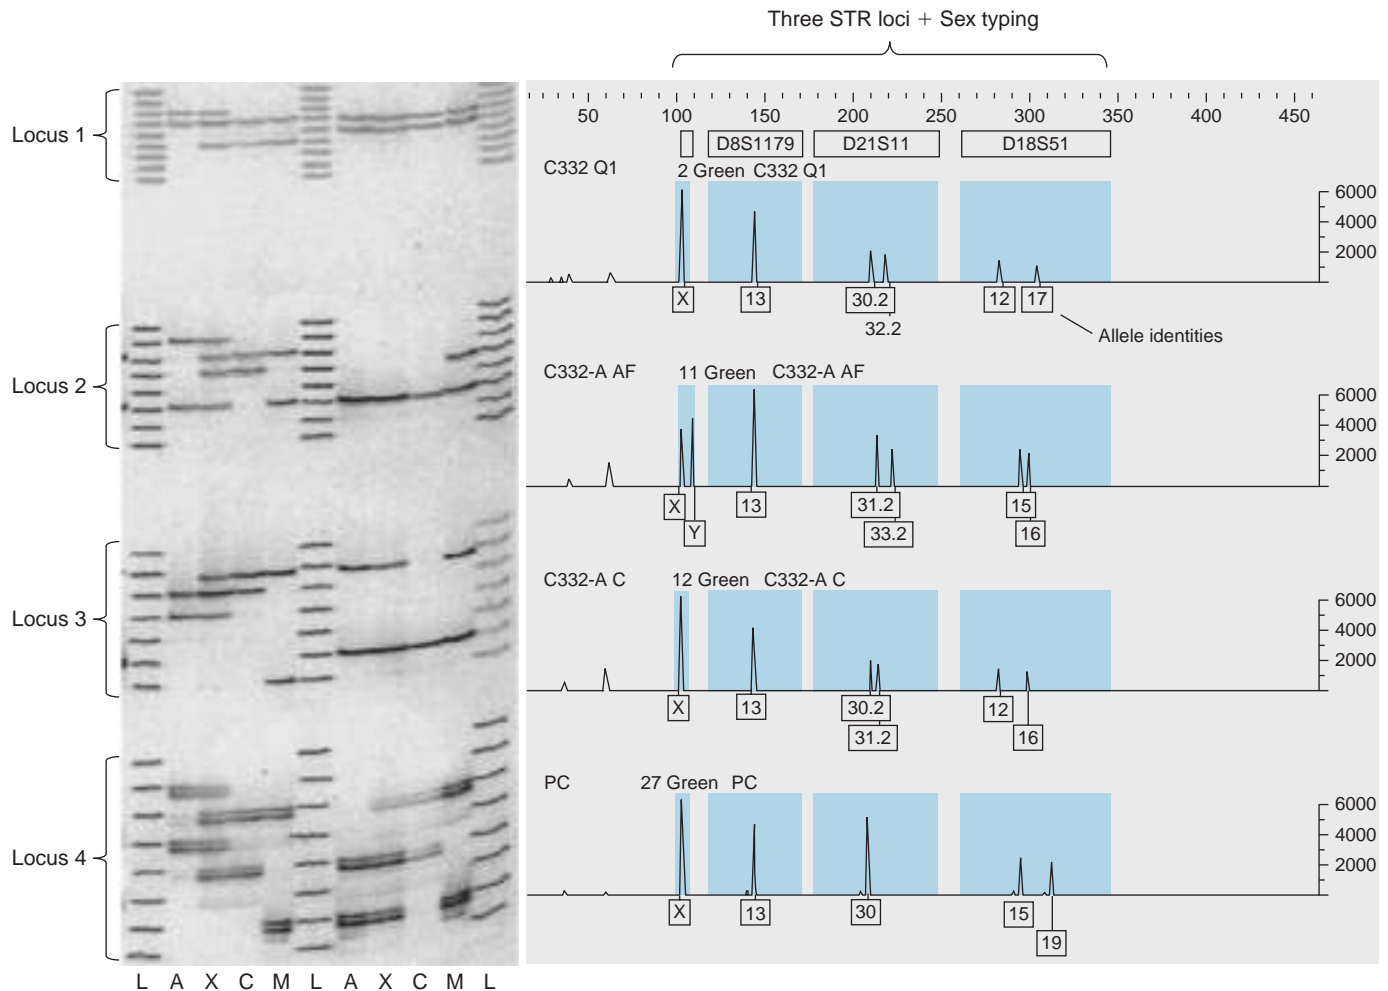 Three STR loci + Sex typing
50 100 150 200 250 300 350 400 450
D8S1179 D21S11 D18S51
Locus 1
Locus 2
Locus 3
Locus 4
L A X C M L A X C M L
C332 Q1 2 Green C332 Q1
6000
4000
2000
X 13 30.2 12 17
32.2
Allele identities
C332-A AF 11 Green C332-A AF
6000
4000
2000
X 13 31.2 15
Y 33.2 16
C332-A C 12 Green C332-A C
6000
4000
2000
X 13 30.2 12 16
31.2
PC 27 Green PC
6000
4000
2000
X 13 30 15
19